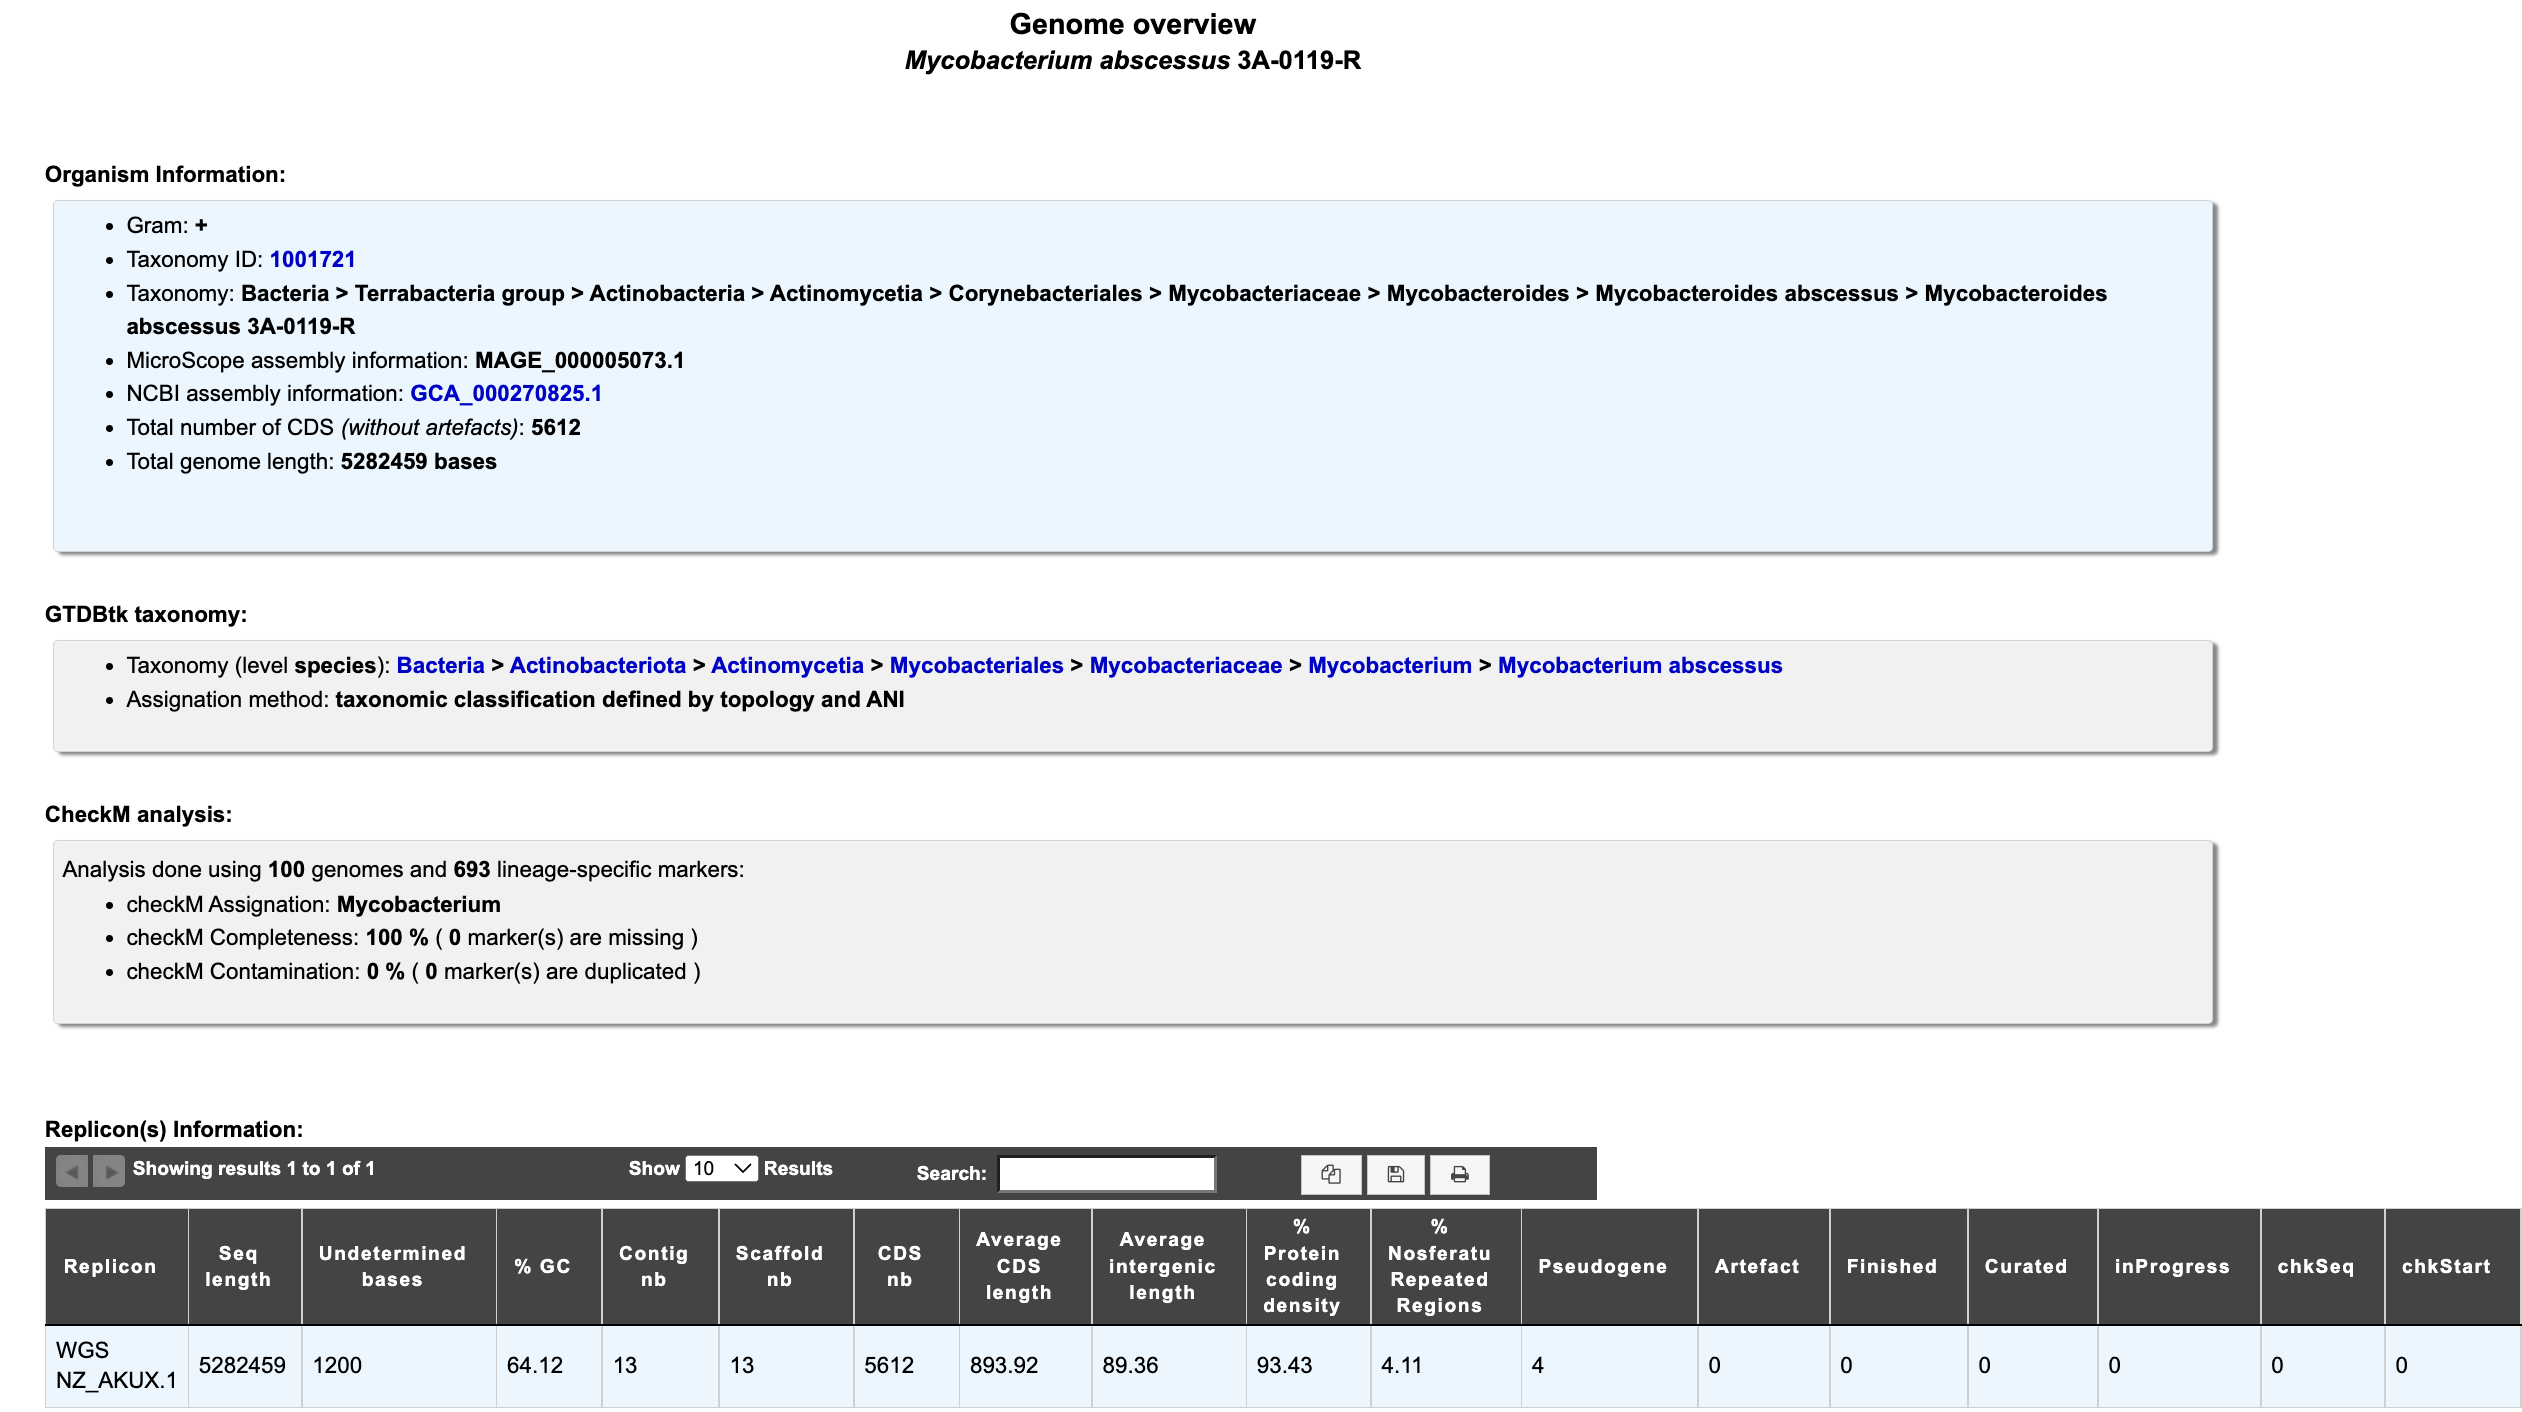 Genome overview
Mycobacterium abscessus 3A-0119-R
Organism Information:
Gram: +
Taxonomy ID: 1001721
Taxonomy: Bacteria > Terrabacteria group > Actinobacteria > Actinomycetia > Corynebacteriales > Mycobacteriaceae > Mycobacteroides > Mycobacteroides abscessus > Mycobacteroides
abscessus 3A-0119-R
MicroScope assembly information: MAGE_000005073.1
NCBI assembly information: GCA_000270825.1
Total number of CDS (without artefacts): 5612
Total genome length: 5282459 bases
GTDBtk taxonomy:
Taxonomy (level species): Bacteria > Actinobacteriota > Actinomycetia > Mycobacteriales > Mycobacteriaceae > Mycobacterium > Mycobacterium abscessus
Assignation method: taxonomic classification defined by topology and ANI
CheckM analysis:
Analysis done using 100 genomes and 693 lineage-specific markers:
checkM Assignation: Mycobacterium
checkM Completeness: 100 % ( 0 marker(s) are missing )
checkM Contamination: 0 % ( 0 marker(s) are duplicated )
Replicon(s) Information:
Showing results 1 to 1 of 1 Show 10 Results Search:
Replicon
Seq
length
Undetermined
bases
% GC
Contig
nb
Scaffold
nb
CDS
nb
Average
CDS
length
Average
intergenic
length
%
Protein
coding
density
%
Nosferatu
Repeated
Regions
Pseudogene
Artefact
Finished
Curated
inProgress
chkSeq
chkStart
WGS
NZ_AKUX.1
5282459
1200
64.12
13
13
5612
893.92
89.36
93.43
4.11
4
0
0
0
0
0
0